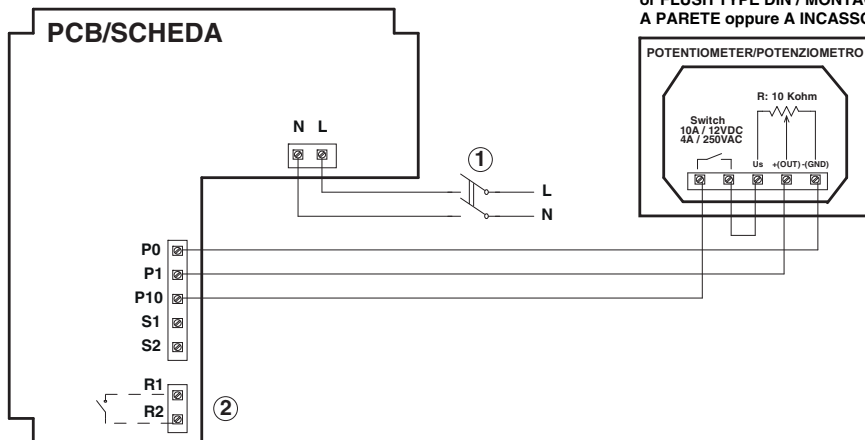 or FLUSH TYPE DIN / MONTAG
A PARETE oppure A INCASSO
PCB/SCHEDA
POTENTIOMETER/POTENZIOMETRO
R: 10 Kohm
Switch
10A / 12VDC
4A / 250VAC
Us +(OUT) -(GND)
N L
1
L
N
P0
P1
P10
S1
S2
R1
R2
2